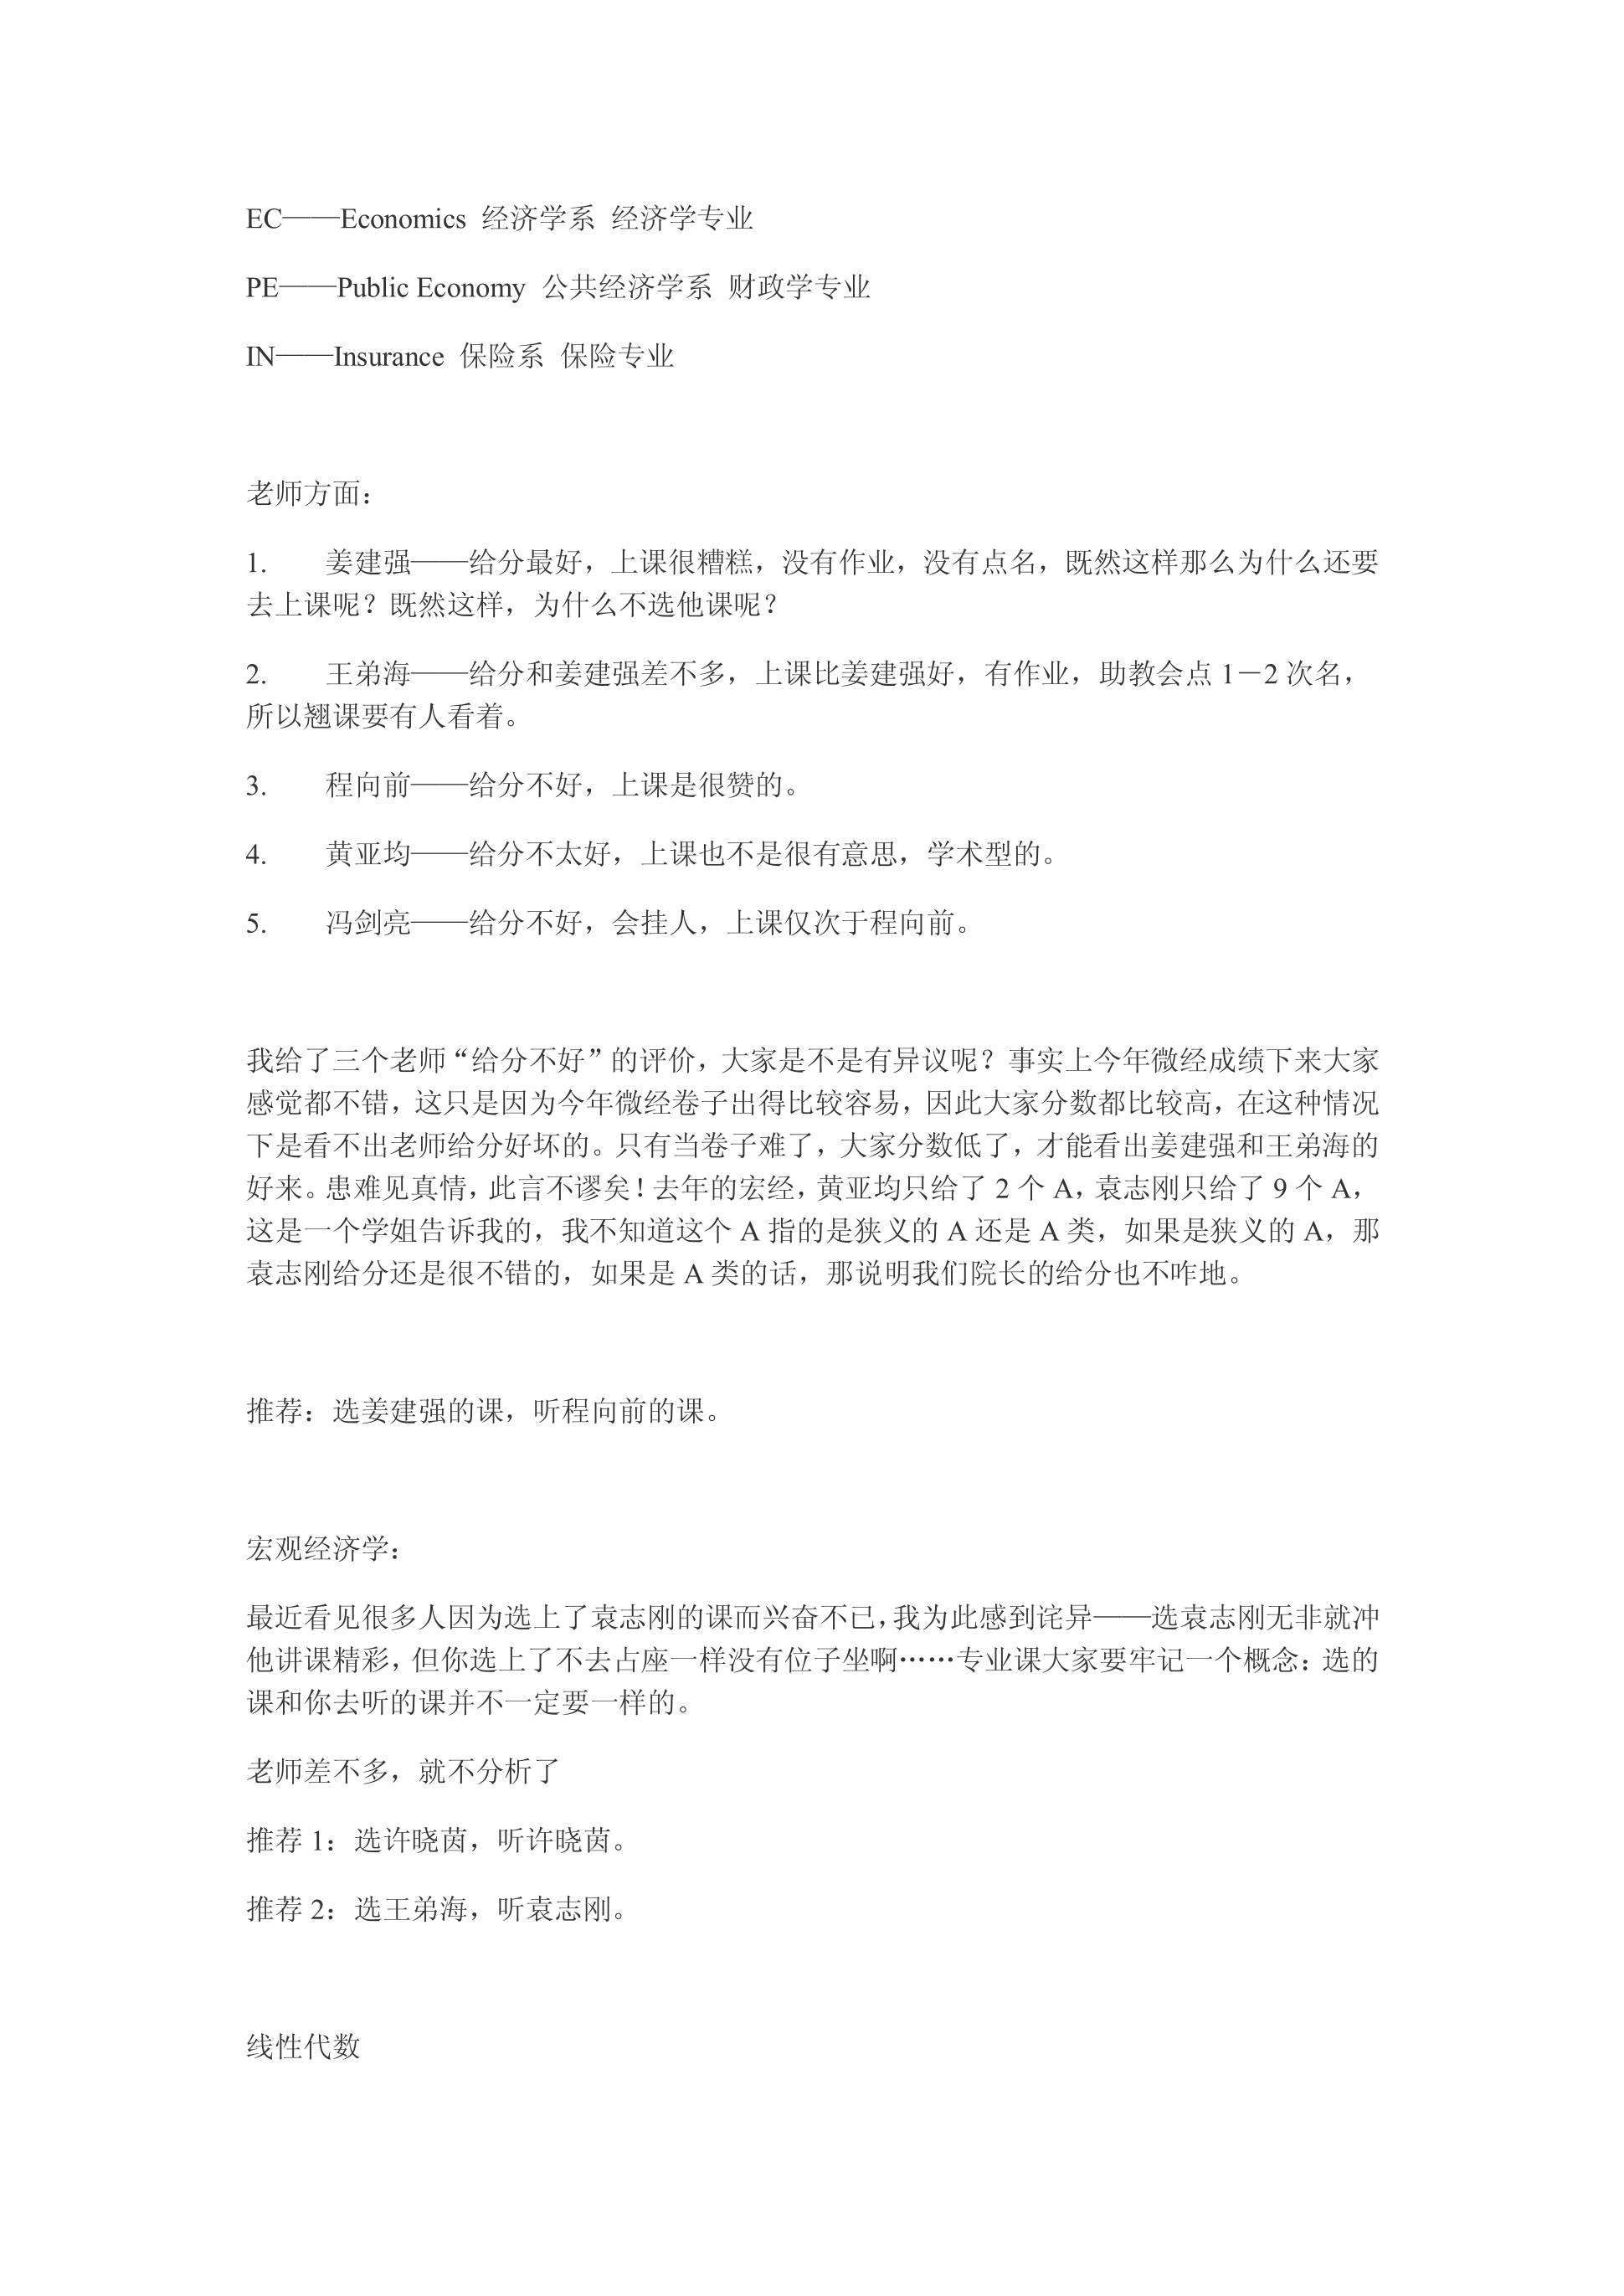 EC——Economics 经济学系 经济学专业
PE——Public Economy 公共经济学系 财政学专业
IN——Insurance 保险系 保险专业
老师方面：
1. 姜建强——给分最好，上课很糟糕，没有作业，没有点名，既然这样那么为什么还要
去上课呢？既然这样，为什么不选他课呢？
2. 王弟海——给分和姜建强差不多，上课比姜建强好，有作业，助教会点 1－2 次名，
所以翘课要有人看着。
3. 程向前——给分不好，上课是很赞的。
4. 黄亚均——给分不太好，上课也不是很有意思，学术型的。
5. 冯剑亮——给分不好，会挂人，上课仅次于程向前。
我给了三个老师“给分不好”的评价，大家是不是有异议呢？事实上今年微经成绩下来大家
感觉都不错，这只是因为今年微经卷子出得比较容易，因此大家分数都比较高，在这种情况
下是看不出老师给分好坏的。只有当卷子难了，大家分数低了，才能看出姜建强和王弟海的
好来。患难见真情，此言不谬矣！去年的宏经，黄亚均只给了 2 个 A，袁志刚只给了 9 个 A，
这是一个学姐告诉我的，我不知道这个 A 指的是狭义的 A 还是 A 类，如果是狭义的 A，那
袁志刚给分还是很不错的，如果是 A 类的话，那说明我们院长的给分也不咋地。
推荐：选姜建强的课，听程向前的课。
宏观经济学：
最近看见很多人因为选上了袁志刚的课而兴奋不已，我为此感到诧异——选袁志刚无非就冲
他讲课精彩，但你选上了不去占座一样没有位子坐啊……专业课大家要牢记一个概念：选的
课和你去听的课并不一定要一样的。
老师差不多，就不分析了
推荐 1：选许晓茵，听许晓茵。
推荐 2：选王弟海，听袁志刚。
线性代数